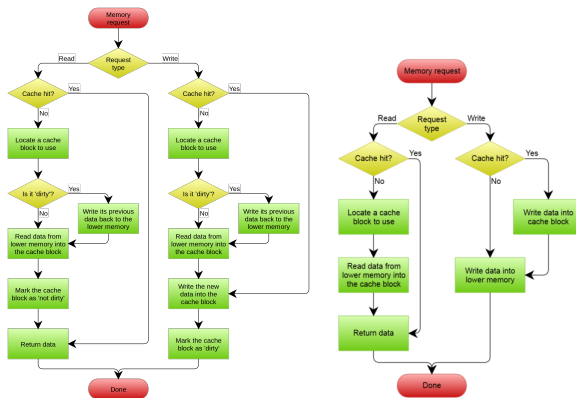 Memory
request
Request
type
Read
Write
Cache hit?
Yes
No
Locate a cache
block to use
Is it 'dirty'?
Yes
No
Write its previous
data back to the
lower memory
Read data from
lower memory into
the cache block
Mark the cache
block as 'not dirty'
Return data
Cache hit?
Yes
No
Locate a cache
block to use
Is it 'dirty'?
Yes
No
Write its previous
data back to the
lower memory
Read data from
lower memory into
the cache block
Write the new
data into the
cache block
Mark the cache
block as 'dirty'
Done
Memory request
Request
type
Read
Write
Cache hit?
Yes
No
Locate a cache
block to use
Read data from
lower memory into
the cache block
Return data
Cache hit?
Yes
No
Write data into
cache block
Write data into
lower memory
Done